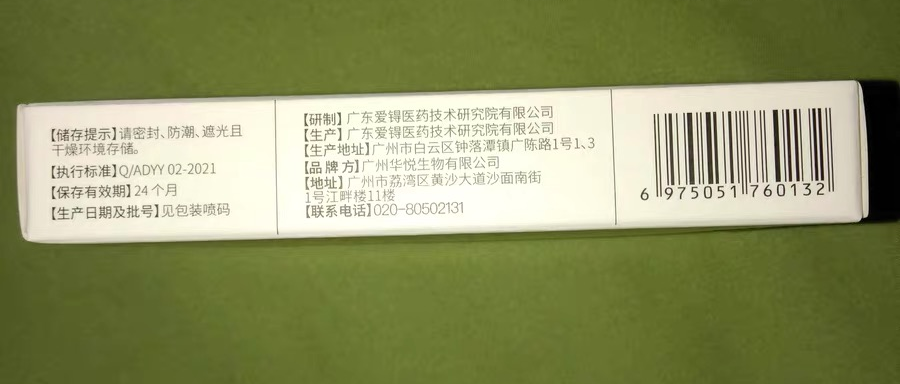 【储存提示】请密封、防潮、遮光且
干燥环境存储。
【执行标准】Q/ADYY 02-2021
【保存有效期】24个月
【生产日期及批号】见包装喷码
【研制】广东爱锝医药技术研究院有限公司
【生产】广东爱锝医药技术研究院有限公司
【生产地址】广州市白云区钟落潭镇广陈路1号1、3
【品牌方】广州华悦生物有限公司
【地址】广州市荔湾区黄沙大道沙面南街
1号江畔楼11楼
【联系电话】020-80502131
6 975051 760132